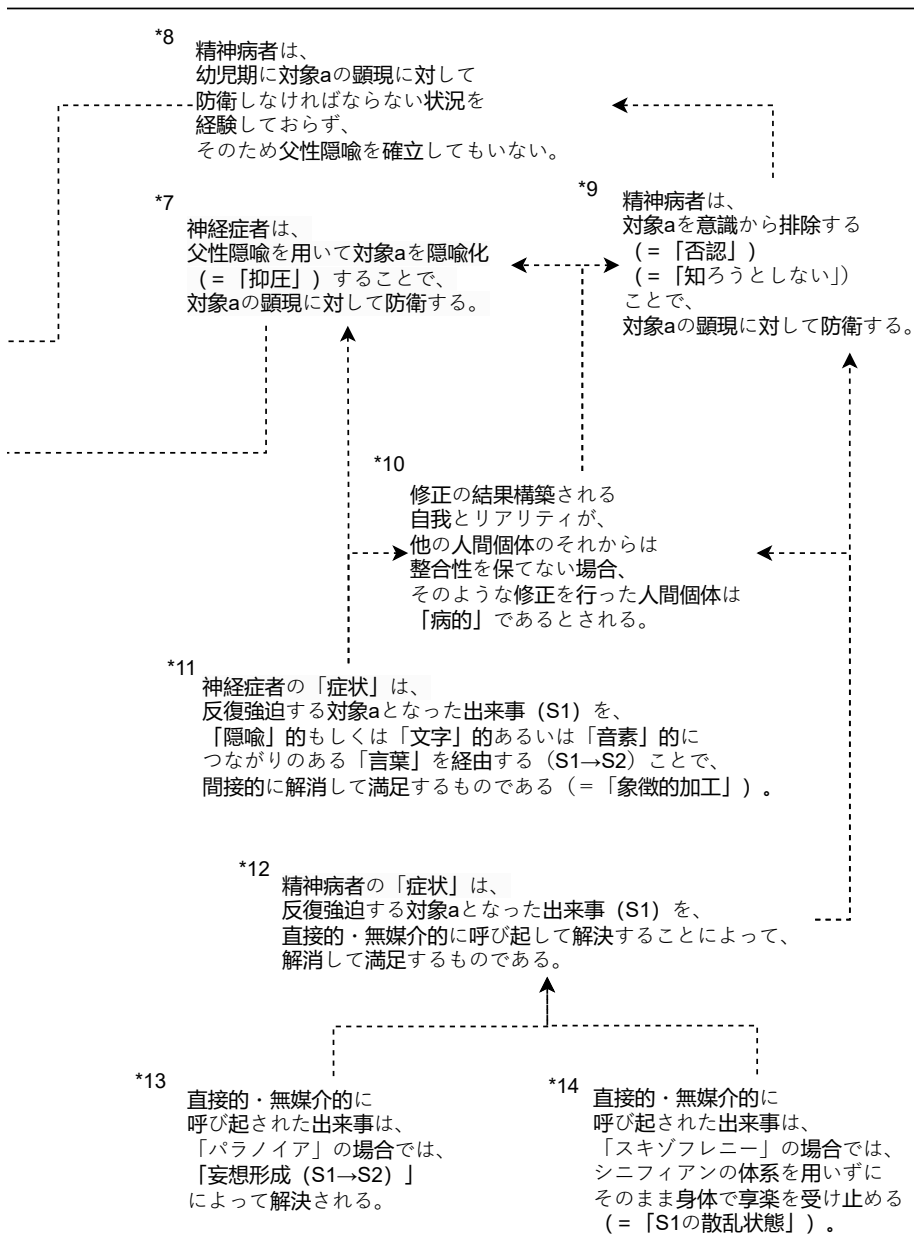 *8
精神病者は、
幼児期に対象aの顕現に対して
防衛しなければならない状況を
経験しておらず、
そのため父性隠喩を確立してもいない。
*7
神経症者は、
父性隠喩を用いて対象aを隠喩化
(=「抑圧」)することで、
対象aの顕現に対して防衛する。
*9
精神病者は、
対象aを意識から排除する
(=「否認」)
(=「知ろうとしない」)
ことで、
対象aの顕現に対して防衛する。
*10
修正の結果構築される
自我とリアリティが、
他の人間個体のそれからは
整合性を保てない場合、
そのような修正を行った人間個体は
「病的」であるとされる。
*11
神経症者の「症状」は、
反復強迫する対象aとなった出来事(S1)を、
「隠喩」的もしくは「文字」的あるいは「音素」的に
つながりのある「言葉」を経由する(S1→S2)ことで、
間接的に解消して満足するものである(=「象徴的加工」)。
*12
精神病者の「症状」は、
反復強迫する対象aとなった出来事(S1)を、
直接的・無媒介的に呼び起して解決することによって、
解消して満足するものである。
*13
直接的・無媒介的に
呼び起された出来事は、
「パラノイア」の場合では、
「妄想形成(S1→S2)」
によって解決される。
*14
直接的・無媒介的に
呼び起された出来事は、
「スキゾフレニー」の場合では、
シニフィアンの体系を用いずに
そのまま身体で享楽を受け止める
(=「S1の散乱状態」)。